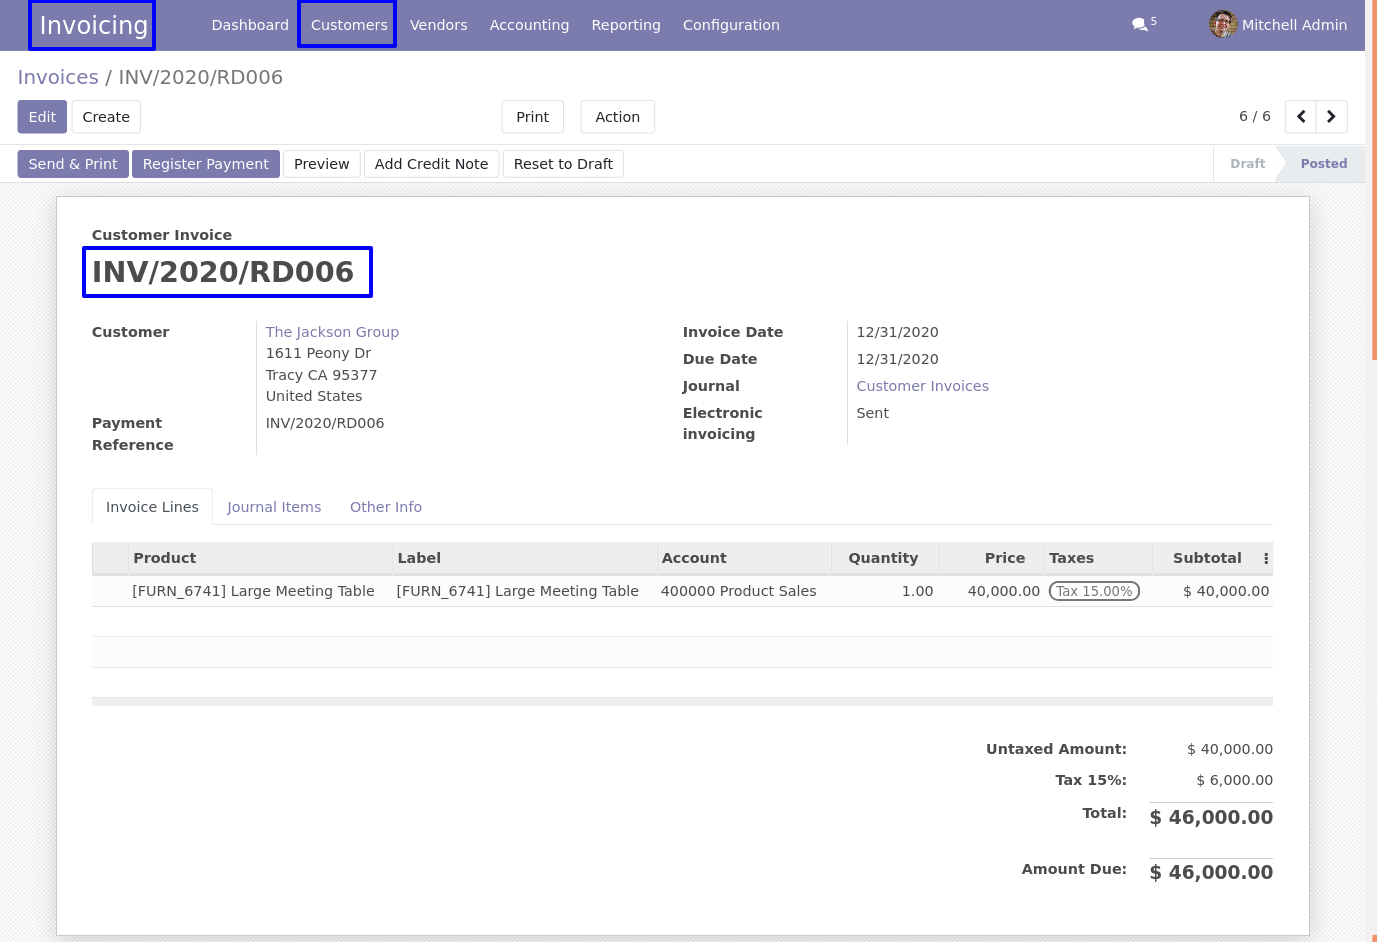 Invoicing Dashboard Customers Vendors Accounting Reporting Configuration 5 Mitchell Admin
Invoices / INV/2020/RD006
Edit Create Print Action 6 / 6
Send & Print Register Payment Preview Add Credit Note Reset to Draft Draft Posted
Customer Invoice
INV/2020/RD006
Customer The Jackson Group Invoice Date 12/31/2020
1611 Peony Dr Due Date 12/31/2020
Tracy CA 95377 Journal Customer Invoices
United States
Payment Reference INV/2020/RD006 Electronic invoicing Sent
Invoice Lines Journal Items Other Info
Product Label Account Quantity Price Taxes Subtotal
[FURN_6741] Large Meeting Table [FURN_6741] Large Meeting Table 400000 Product Sales 1.00 40,000.00 Tax 15.00% $ 40,000.00
Untaxed Amount: $ 40,000.00
Tax 15%: $ 6,000.00
Total: $ 46,000.00
Amount Due: $ 46,000.00